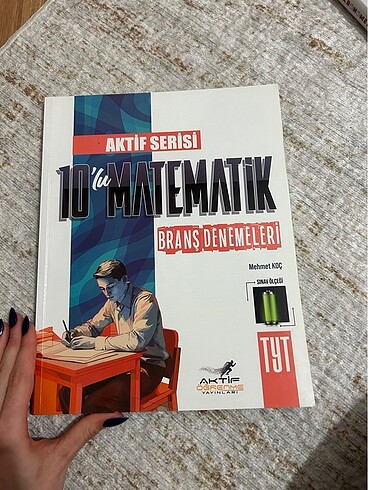 AKTİF SERİSİ
10'lu MATEMATİK
BRANŞ DENEMELERİ
Mehmet KOÇ
SINAV ÖLÇEĞİ
TYT
AKTİF
ÖĞRENME
YAYINLARI